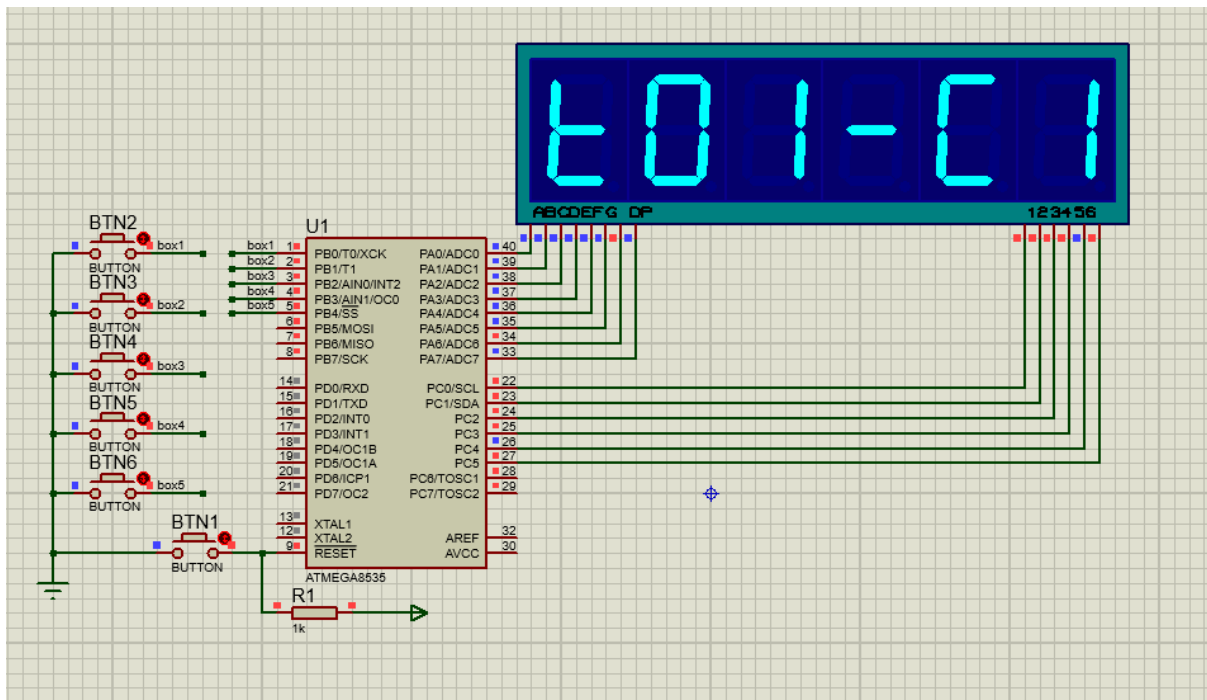 t01-C1
ABCDEFG DP
123456
U1
BTN2
box1
BUTTON
BTN3
box2
BUTTON
BTN4
box3
BUTTON
BTN5
box4
BUTTON
BTN6
box5
BUTTON
BTN1
BUTTON
box1 1 PB0/T0/XCK PA0/ADC0 40
box2 2 PB1/T1 PA1/ADC1 39
box3 3 PB2/AIN0/INT2 PA2/ADC2 38
box4 4 PB3/AIN1/OC0 PA3/ADC3 37
box5 5 PB4/SS PA4/ADC4 36
6 PB5/MOSI PA5/ADC5 35
7 PB6/MISO PA6/ADC6 34
8 PB7/SCK PA7/ADC7 33
14 PD0/RXD PC0/SCL 22
15 PD1/TXD PC1/SDA 23
16 PD2/INT0 PC2 24
17 PD3/INT1 PC3 25
18 PD4/OC1B PC4 26
19 PD5/OC1A PC5 27
20 PD6/ICP1 PC6/TOSC1 28
21 PD7/OC2 PC7/TOSC2 29
13 XTAL1
12 XTAL2 AREF 32
9 RESET AVCC 30
ATMEGA8535
R1
1k